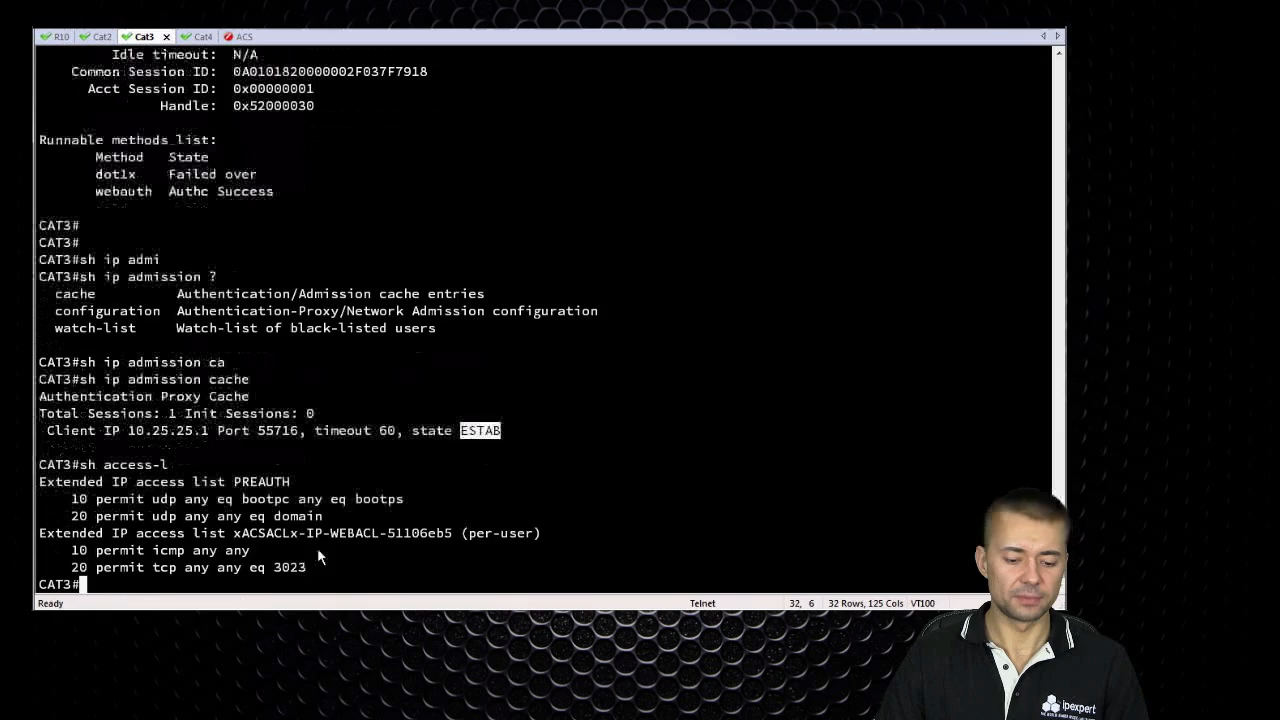 R10 Cat2 Cat3 Cat4 ACS
Idle timeout: N/A
Common Session ID: 0A0101820000002F037F7918
Acct Session ID: 0x00000001
Handle: 0x52000030
Runnable methods list:
Method State
dot1x Failed over
webauth Authc Success
CAT3#
CAT3#
CAT3#sh ip admi
CAT3#sh ip admission ?
cache Authentication/Admission cache entries
configuration Authentication-Proxy/Network Admission configuration
watch-list Watch-list of black-listed users
CAT3#sh ip admission ca
CAT3#sh ip admission cache
Authentication Proxy Cache
Total Sessions: 1 Init Sessions: 0
Client IP 10.25.25.1 Port 55716, timeout 60, state ESTAB
CAT3#sh access-l
Extended IP access list PREAUTH
10 permit udp any eq bootpc any eq bootps
20 permit udp any any eq domain
Extended IP access list xACSACLx-IP-WEBACL-51106eb5 (per-user)
10 permit icmp any any
20 permit tcp any any eq 3023
CAT3#
Ready Telnet 32, 6 32 Rows, 125 Cols VT100
ipexpert